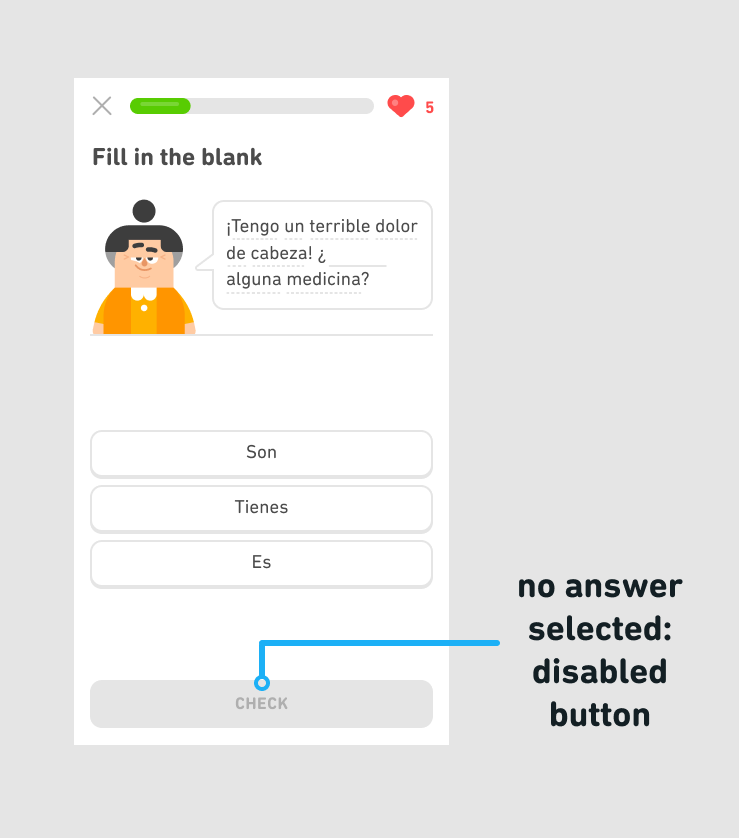 5
Fill in the blank
¡Tengo un terrible dolor
de cabeza! ¿______
alguna medicina?
Son
Tienes
Es
no answer
selected:
disabled
button
CHECK